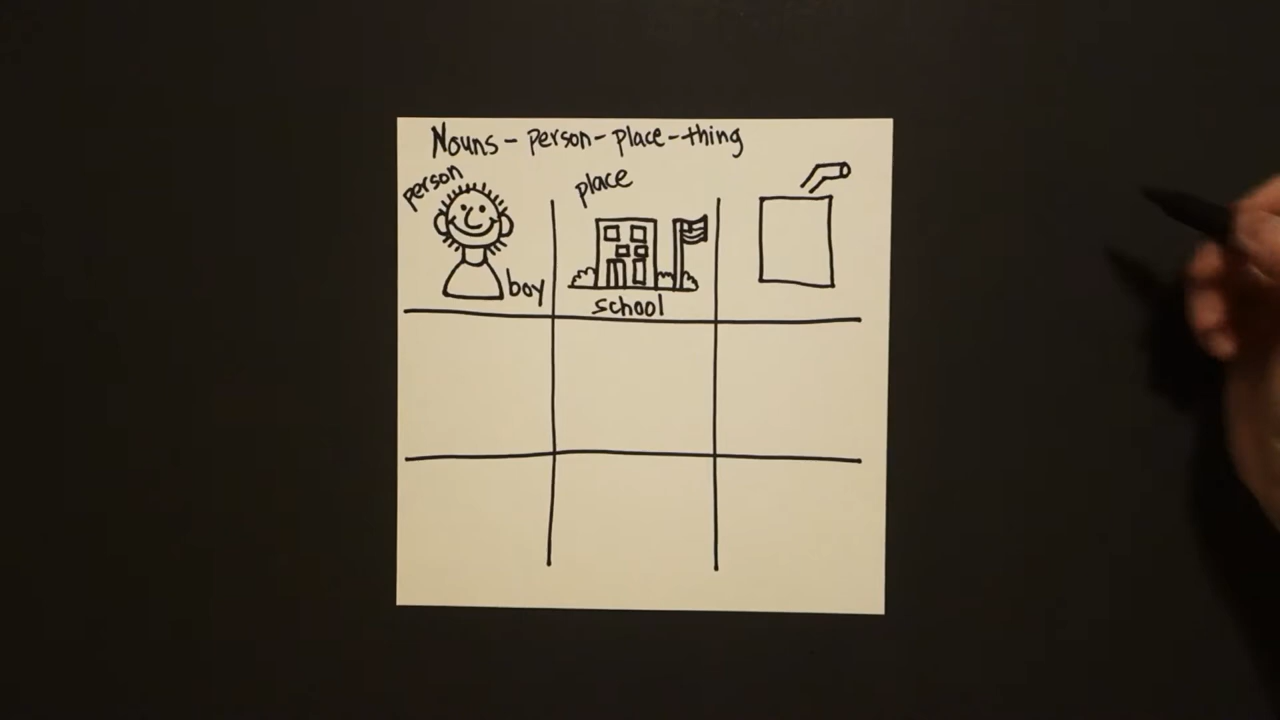 Nouns - person - place - thing
person
place
boy
school